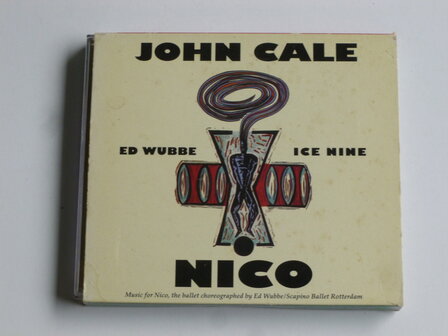 JOHN CALE
ED WUBBE ICE NINE
NICO
Music for Nico, the ballet choreographed by Ed Wubbe/Scapino Ballet Rotterdam